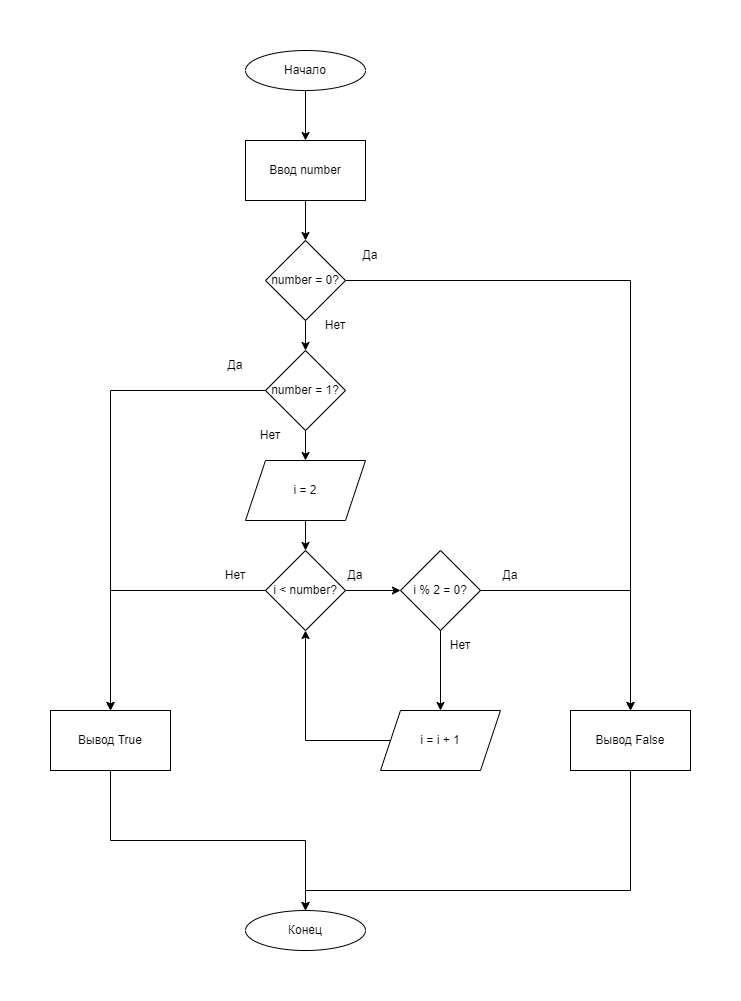 Начало
Ввод number
Да
number = 0?
Нет
Да
number = 1?
Нет
i = 2
Нет
i < number?
Да
i % 2 = 0?
Да
Нет
Вывод True
i = i + 1
Вывод False
Конец